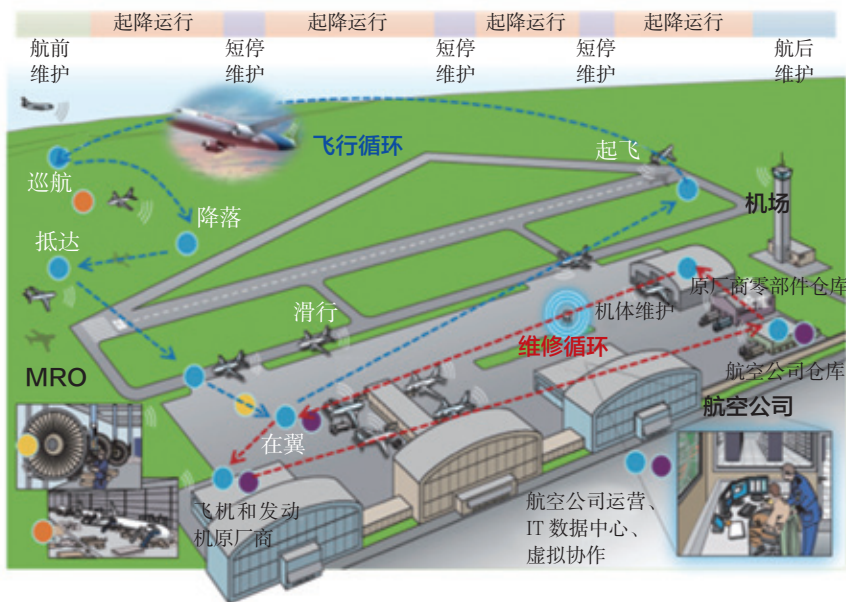 起降运行
起降运行
起降运行
起降运行
航前
维护
短停
维护
短停
维护
短停
维护
航后
维护
飞行循环
起飞
巡航
降落
机场
抵达
原厂商零部件仓库
滑行
机体维护
维修循环
MRO
航空公司仓库
航空公司
在翼
飞机和发动
机原厂商
航空公司运营、
IT 数据中心、
虚拟协作